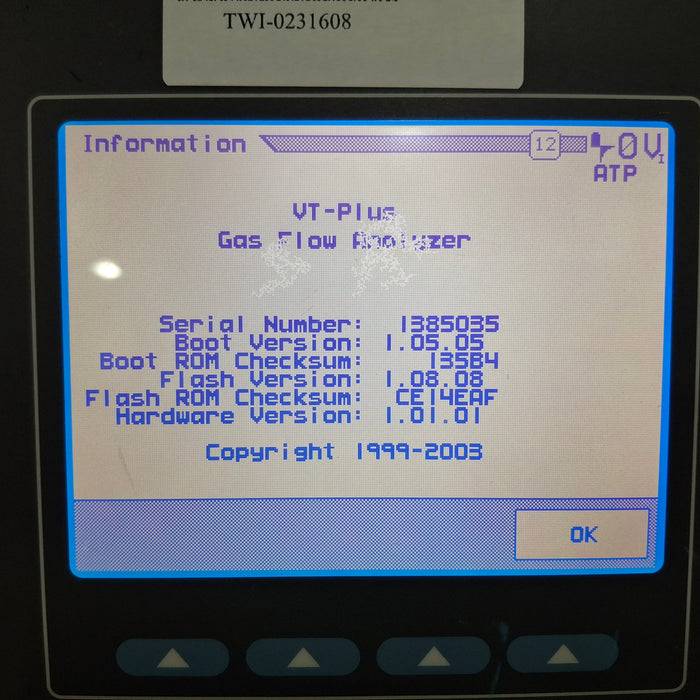 TWI-0231608
Information
12
0 VI
ATP
VT-Plus
Gas Flow Analyzer
Serial Number: 1385035
Boot Version: 1.05.05
Boot ROM Checksum: 135B4
Flash Version: 1.08.08
Flash ROM Checksum: CE14EAF
Hardware Version: 1.01.01
Copyright 1999-2003
OK